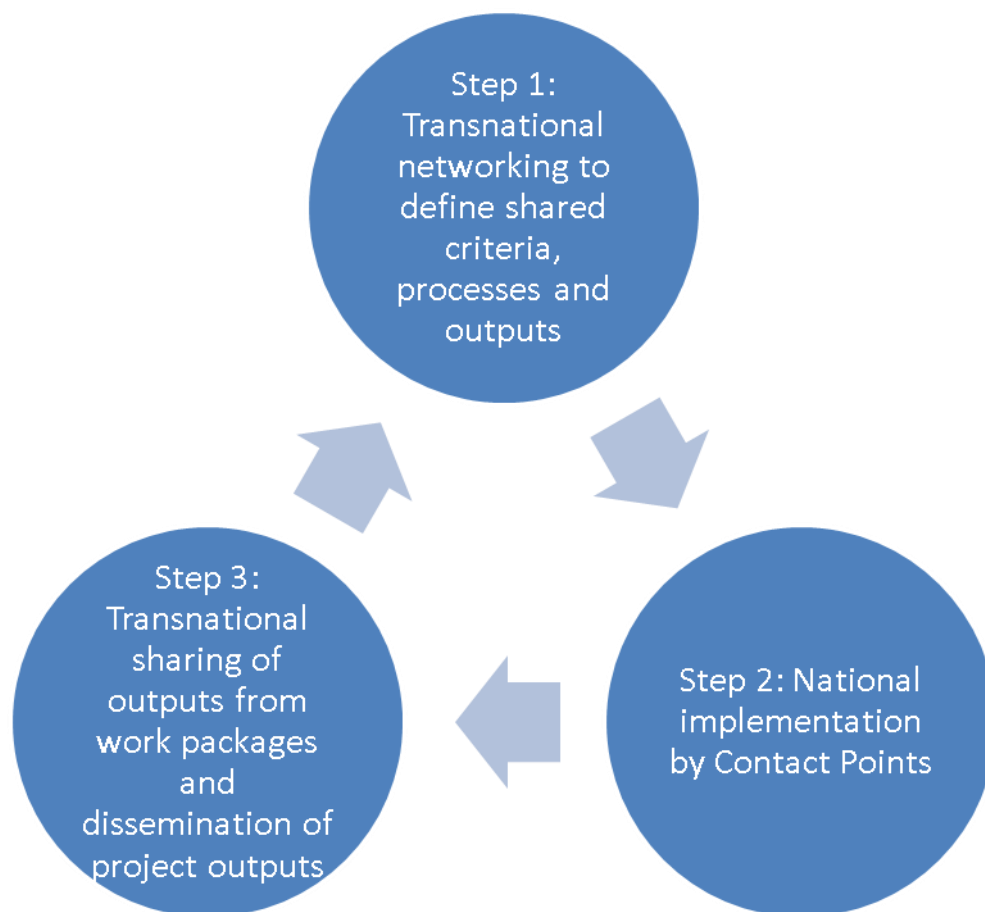 Step 1:
Transnational
networking to
define shared
criteria,
processes and
outputs
Step 2: National
implementation
by Contact Points
Step 3:
Transnational
sharing of
outputs from
work packages
and
dissemination of
project outputs